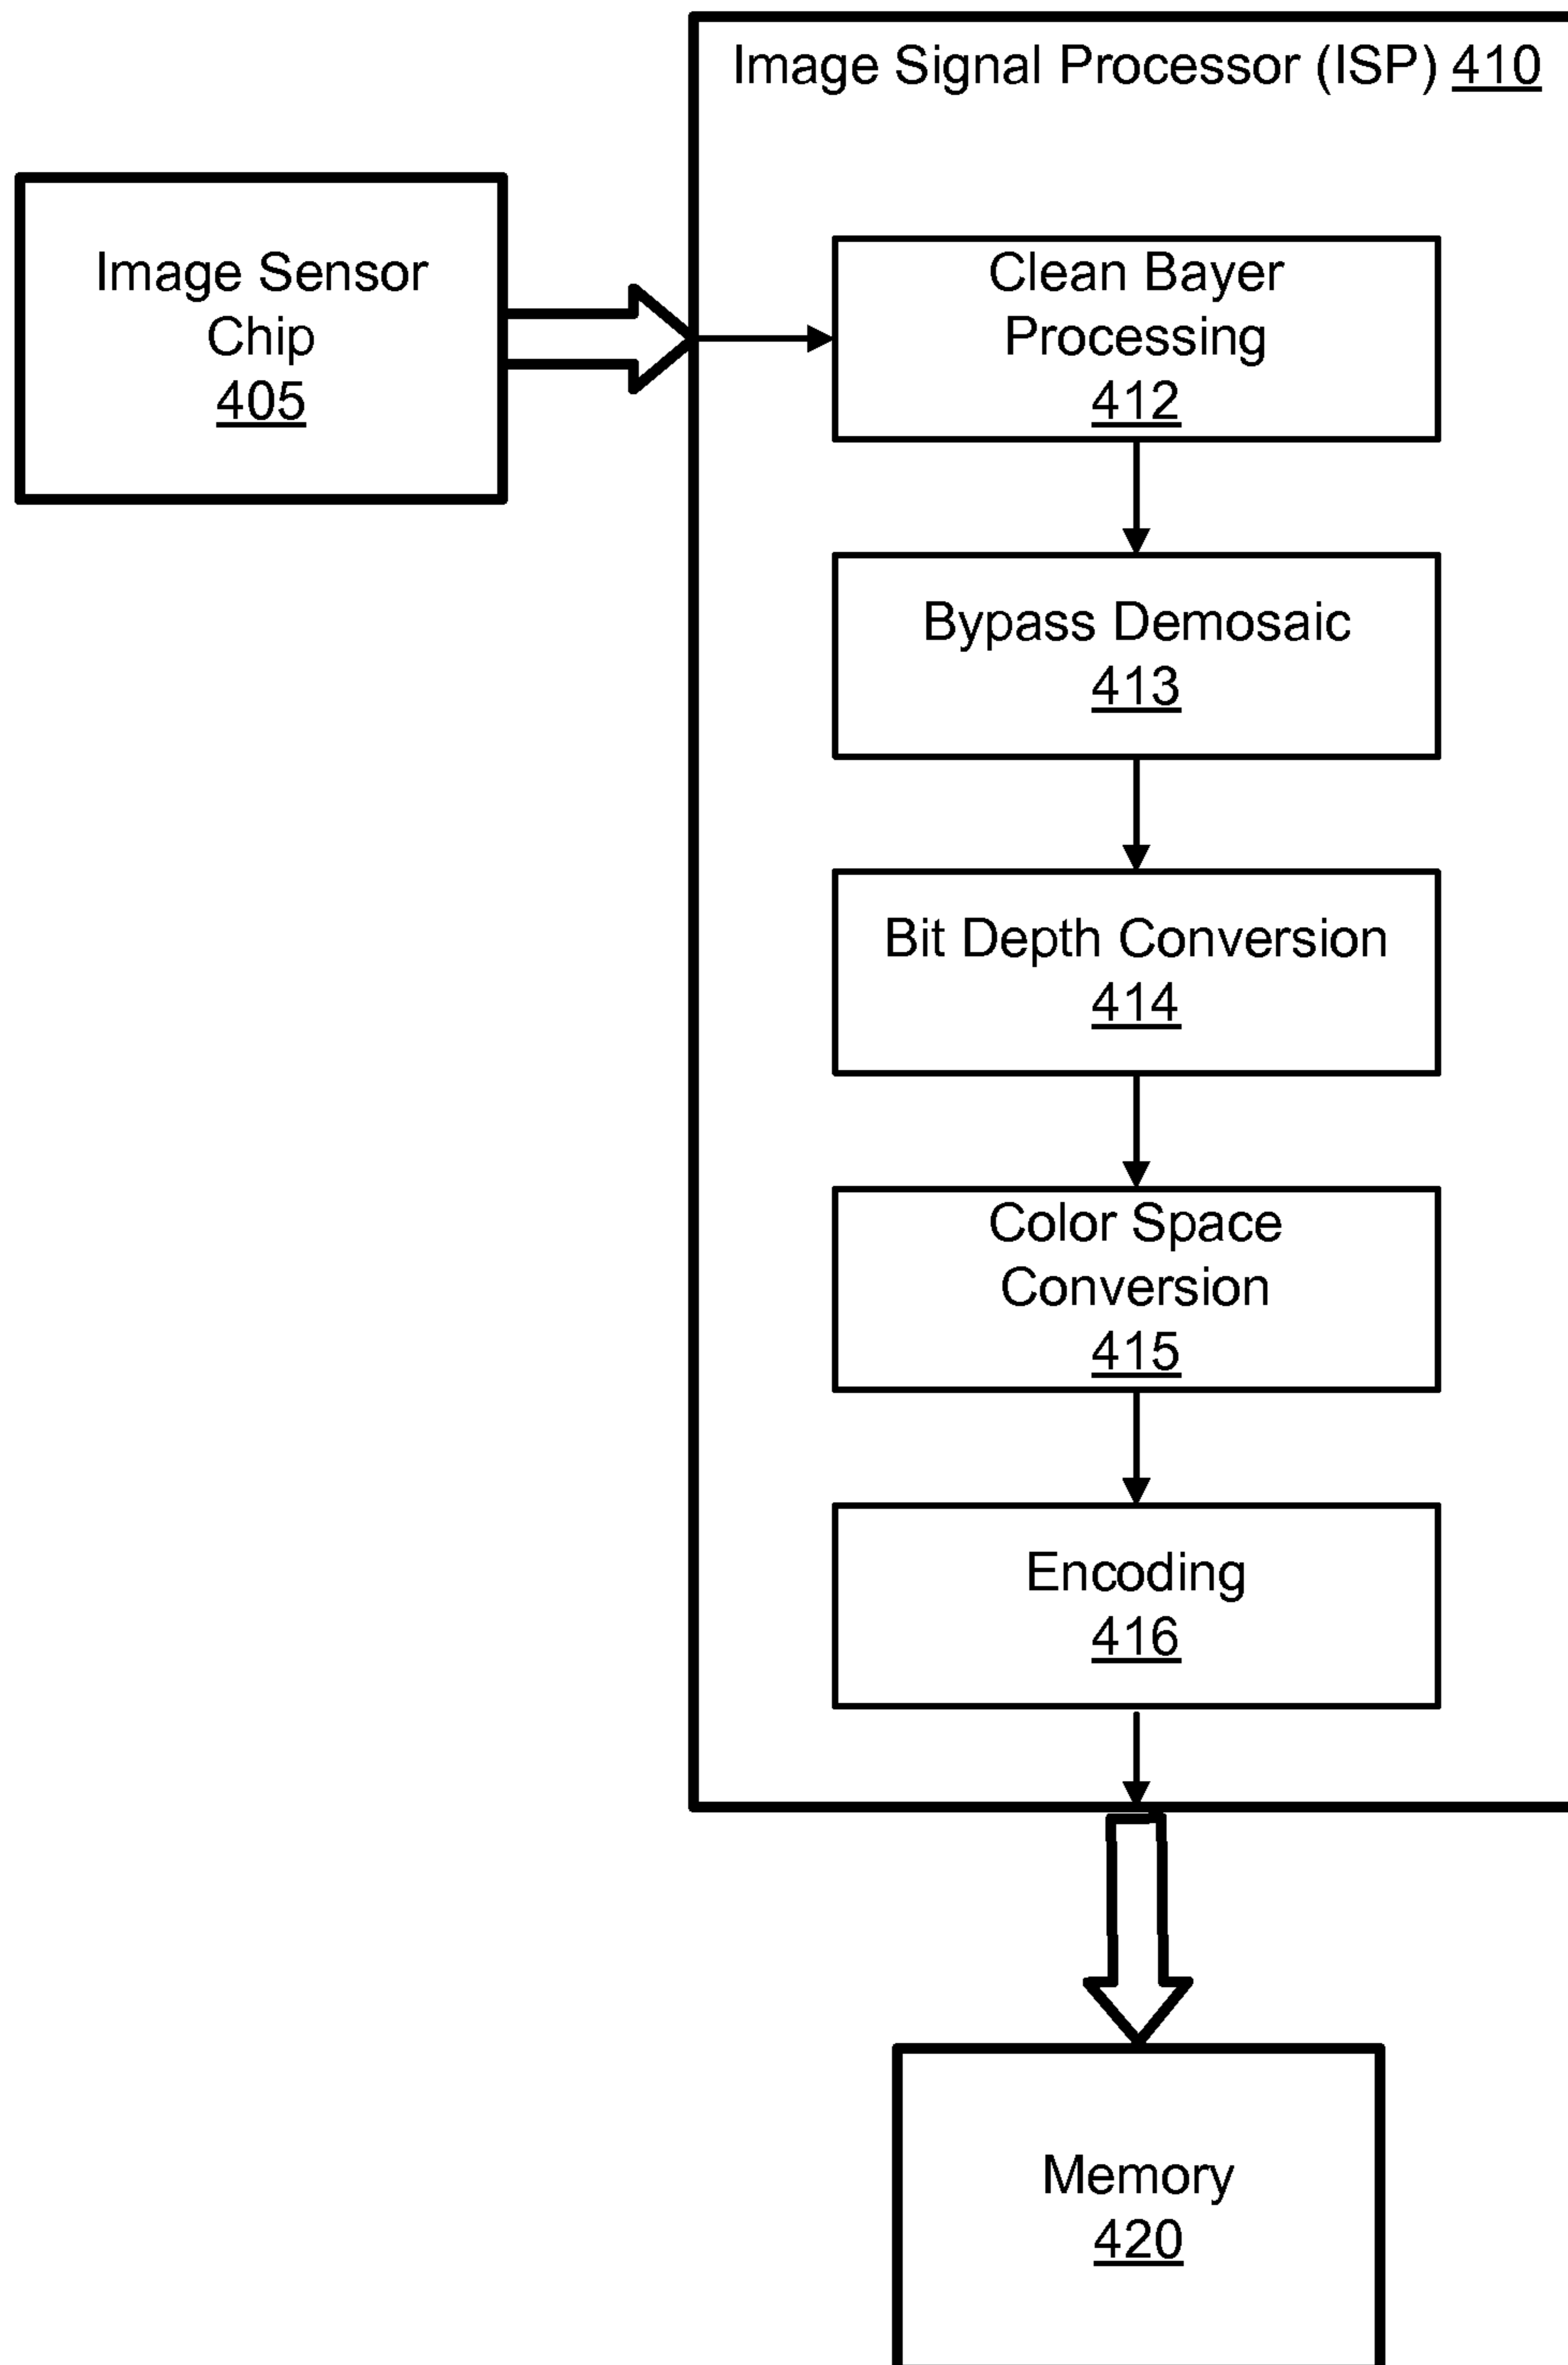 Image Signal Processor (ISP) 410
Image Sensor
Chip
405
Clean Bayer
Processing
412
Bypass Demosaic
413
Bit Depth Conversion
414
Color Space
Conversion
415
Encoding
416
Memory
420